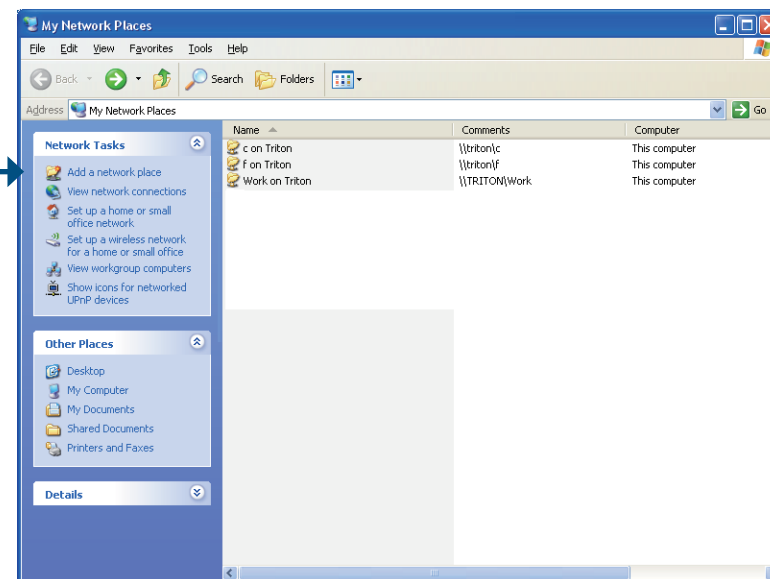 My Network Places
File Edit View Favorites Tools Help
Back Search Folders
Address My Network Places Go
Name Comments Computer
Network Tasks
Add a network place
View network connections
Set up a home or small
office network
Set up a wireless network
for a home or small office
View workgroup computers
Show icons for networked
UPnP devices
Other Places
Desktop
My Computer
My Documents
Shared Documents
Printers and Faxes
Details
c on Triton \\triton\c This computer
f on Triton \\triton\f This computer
Work on Triton \\TRITON\Work This computer